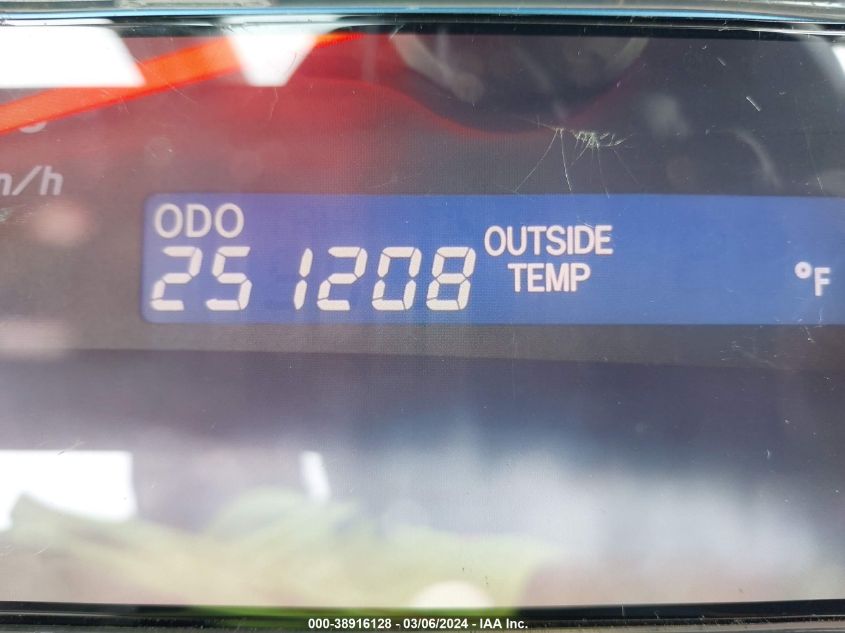 m/h
ODO
251208
OUTSIDE
TEMP
°F
000-38916128 - 03/06/2024 - IAA Inc.